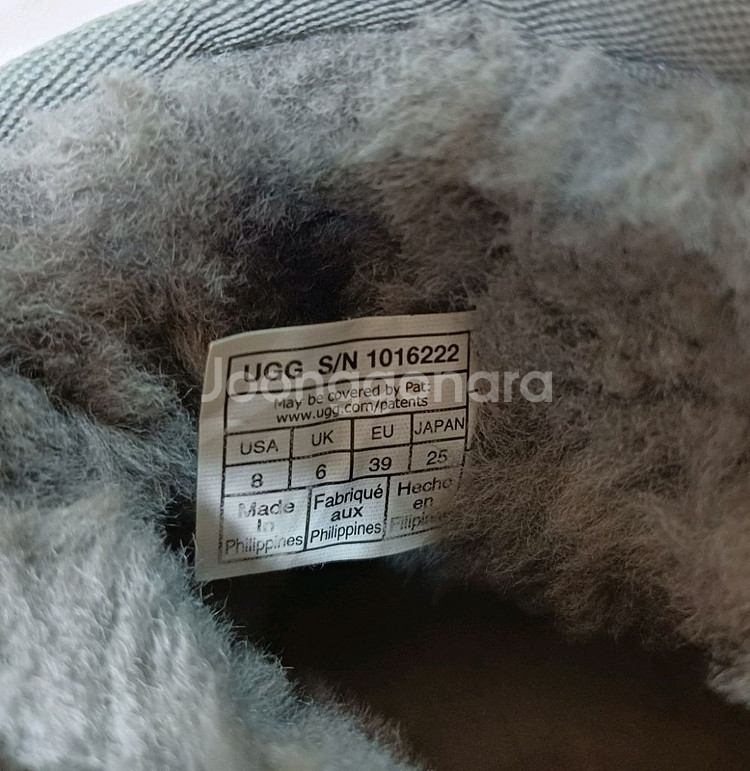 UGG S/N 1016222
Joonggonara
May be covered by Pat:
www.ugg.com/patents
USA UK EU JAPAN
8 6 39 25
Made Fabriqué Hecho
In aux en
Philippines Philippines Filipinas